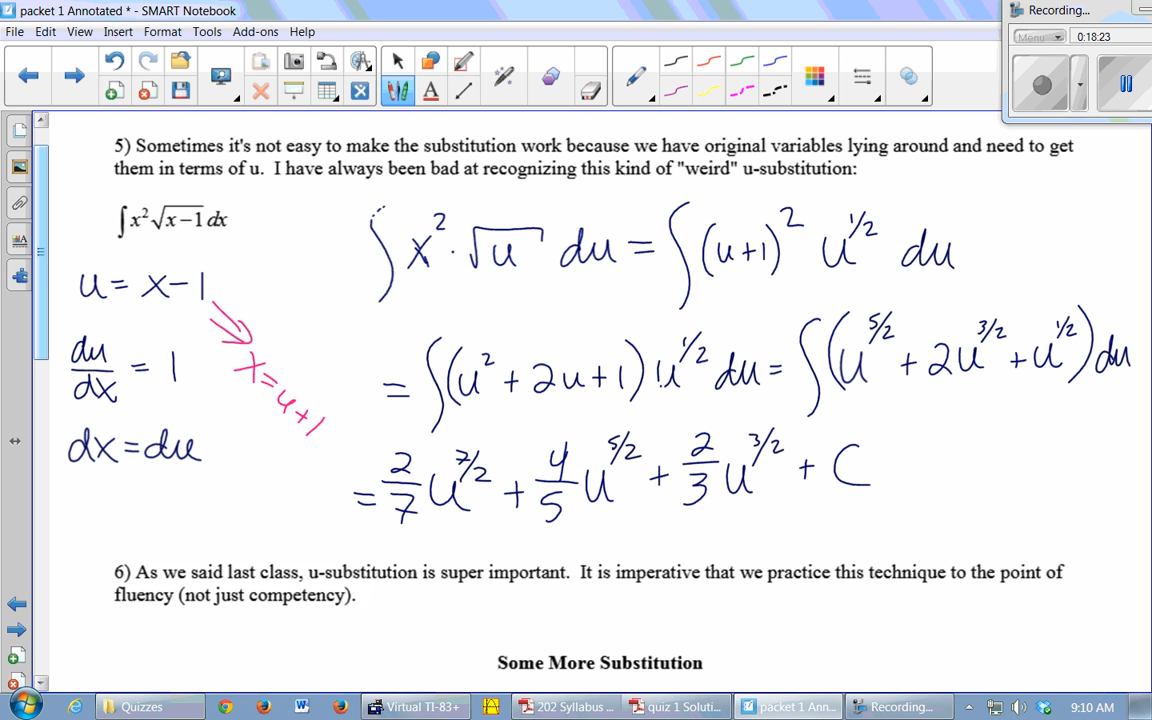 packet 1 Annotated * - SMART Notebook
Recording...
File Edit View Insert Format Tools Add-ons Help
Menu
0:18:23
5) Sometimes it's not easy to make the substitution work because we have original variables lying around and need to get
them in terms of u. I have always been bad at recognizing this kind of "weird" u-substitution:
∫x²√(x−1) dx
∫ x² · √u du = ∫(u+1)² u^(1/2) du
u = x−1
du/dx = 1
x = u+1
= ∫(u² + 2u + 1) u^(1/2) du = ∫(u^(5/2) + 2u^(3/2) + u^(1/2)) du
dx = du
= 2/7 u^(7/2) + 4/5 u^(5/2) + 2/3 u^(3/2) + C
6) As we said last class, u-substitution is super important. It is imperative that we practice this technique to the point of
fluency (not just competency).
Some More Substitution
Quizzes
Virtual TI-83+
202 Syllabus ...
quiz 1 Soluti...
packet 1 Ann...
Recording...
9:10 AM